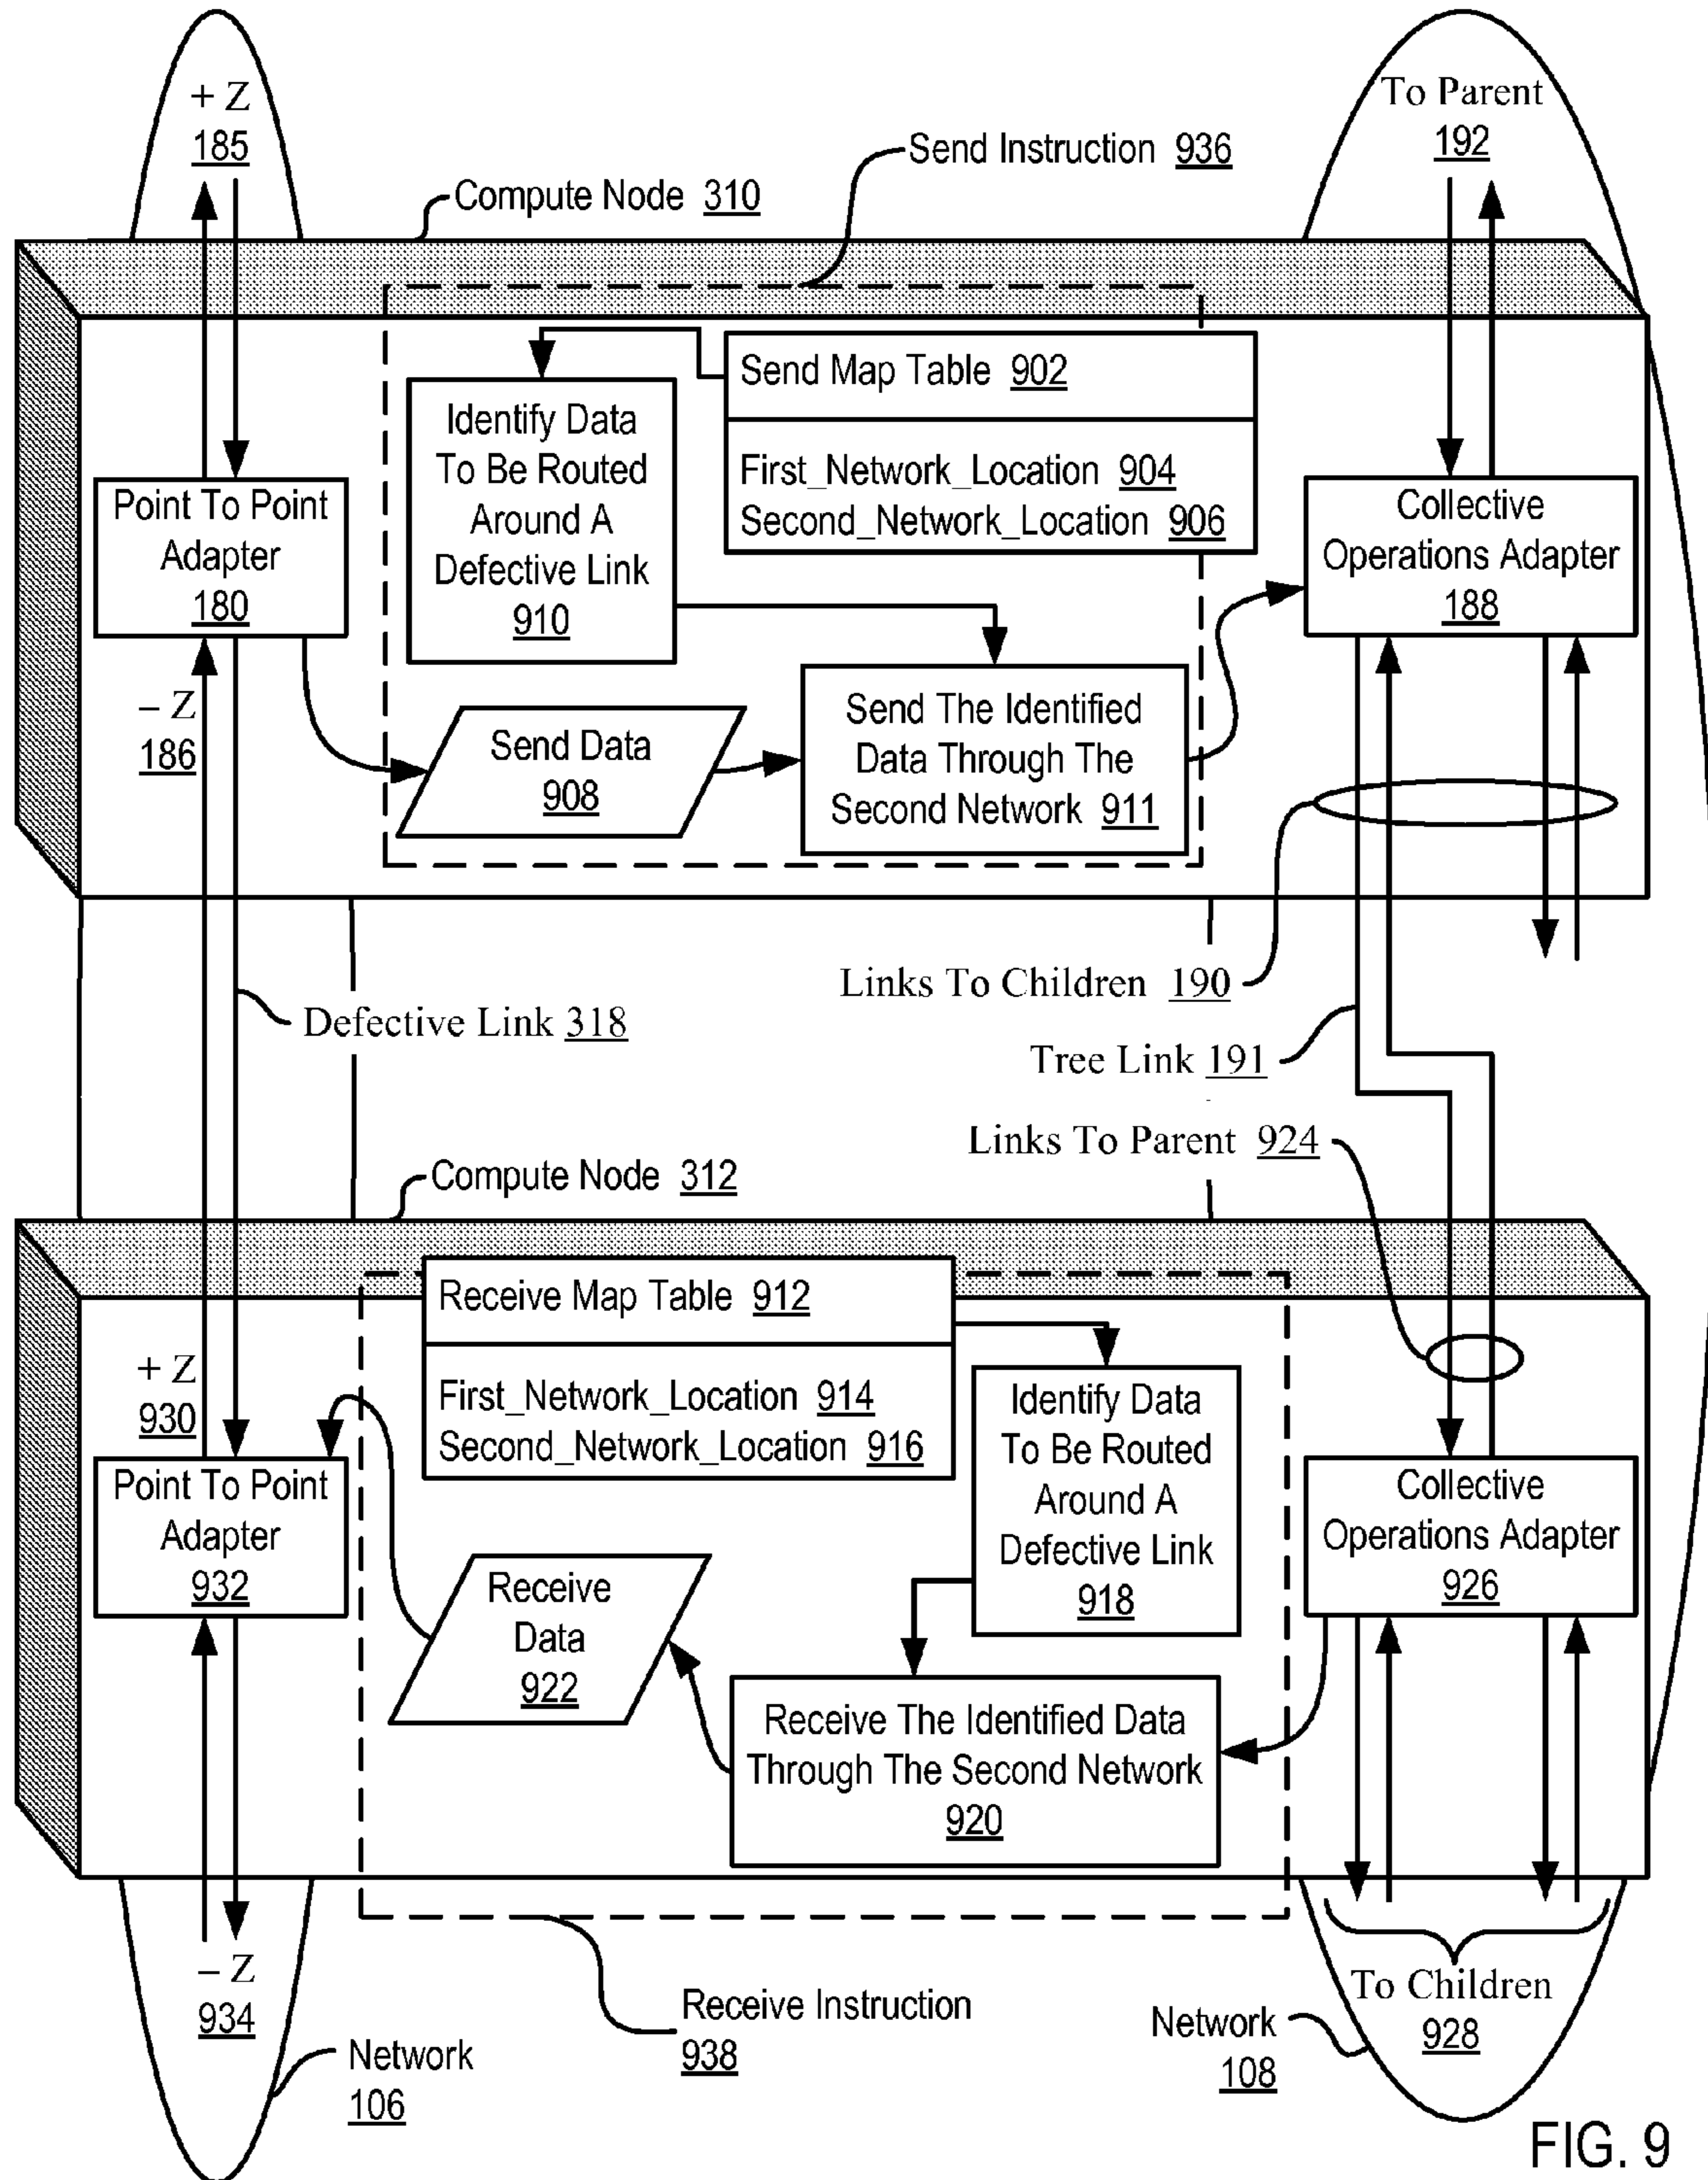 + Z
185
To Parent
192
Send Instruction 936
Compute Node 310
Send Map Table 902
First_Network_Location 904
Second_Network_Location 906
Identify Data
To Be Routed
Around A
Defective Link
910
Point To Point
Adapter
180
Collective
Operations Adapter
188
– Z
186
Send Data
908
Send The Identified
Data Through The
Second Network 911
Links To Children 190
Defective Link 318
Tree Link 191
Links To Parent 924
Compute Node 312
Receive Map Table 912
First_Network_Location 914
Second_Network_Location 916
+ Z
930
Identify Data
To Be Routed
Around A
Defective Link
918
Point To Point
Adapter
932
Collective
Operations Adapter
926
Receive
Data
922
Receive The Identified Data
Through The Second Network
920
– Z
934
To Children
928
Receive Instruction
938
Network
108
Network
106
FIG. 9